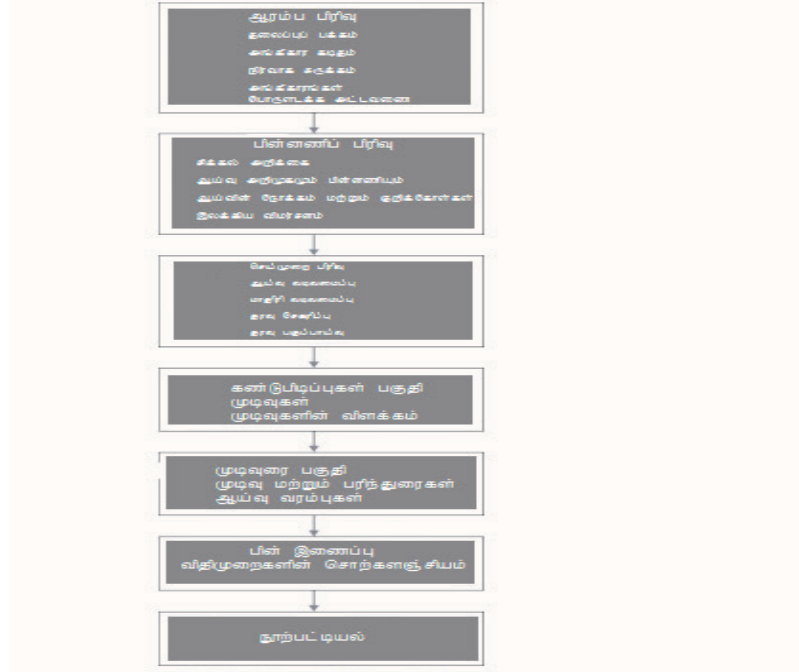 ஆரம்ப பிரிவு
தலைப்புப் பக்கம்
அங்கிகார கடிதம்
நிர்வாக சுருக்கம்
அங்கிகாரங்கள்
பொருளடக்க அட்டவணை
பின்னணிப் பிரிவு
சிக்கல் அறிக்கை
ஆய்வு அறிமுகமும் பின்னணியும்
ஆய்வின் நோக்கம் மற்றும் குறிக்கோள்கள்
இலக்கிய விமர்சனம்
செய்முறை பிரிவு
ஆய்வு வடிவமைப்பு
மாதிரி வடிவமைப்பு
தரவு சேகரிப்பு
தரவு பகுப்பாய்வு
கண்டுபிடிப்புகள் பகுதி
முடிவுகள்
முடிவுகளின் விளக்கம்
முடிவுரை பகுதி
முடிவு மற்றும் பரிந்துரைகள்
ஆய்வு வரம்புகள்
பின் இணைப்பு
விதிமுறைகளின் சொற்களஞ்சியம்
நூற்பட்டியல்